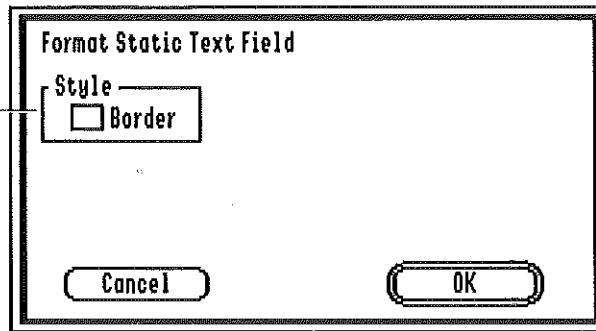 Format Static Text Field
Style
Border
Cancel
OK